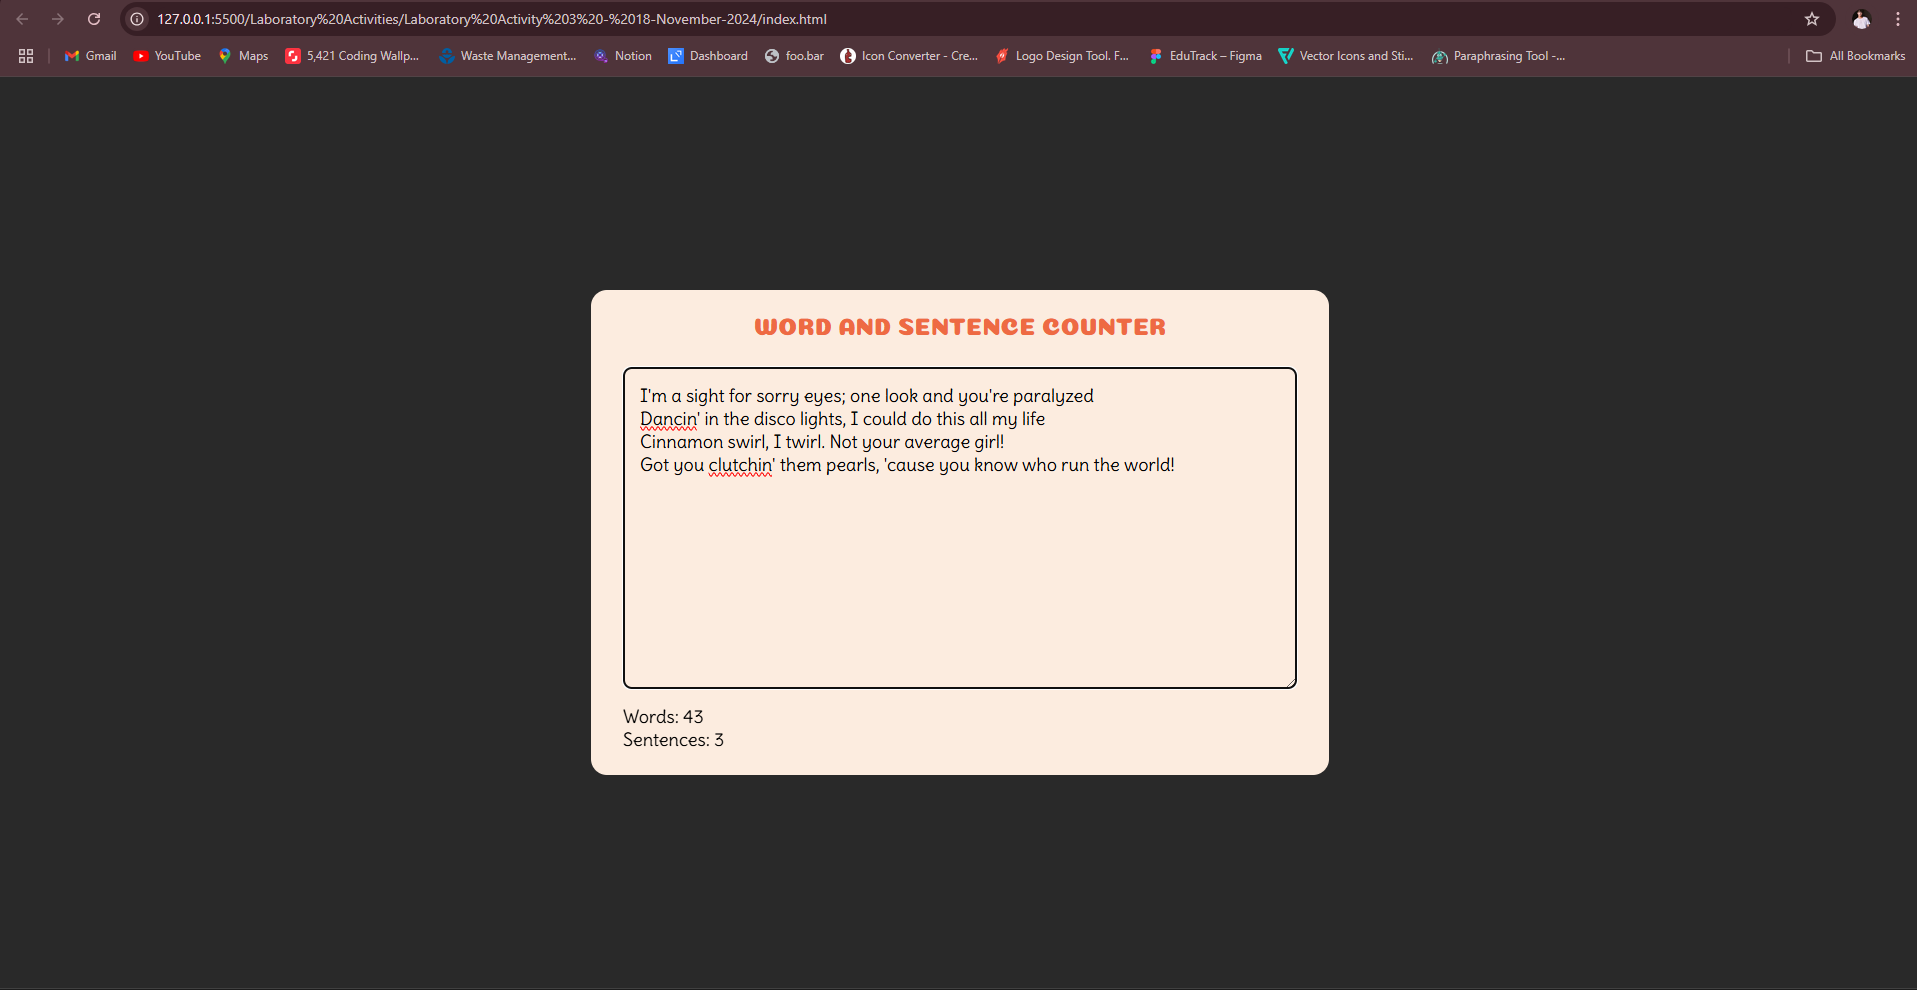 127.0.0.1:5500/Laboratory%20Activities/Laboratory%20Activity%203%20-%2018-November-2024/index.html
Gmail YouTube Maps 5,421 Coding Wallp... Waste Management... Notion Dashboard foo.bar Icon Converter - Cre... Logo Design Tool. F... EduTrack – Figma Vector Icons and Sti... Paraphrasing Tool -... All Bookmarks
WORD AND SENTENCE COUNTER
I'm a sight for sorry eyes; one look and you're paralyzed
Dancin' in the disco lights, I could do this all my life
Cinnamon swirl, I twirl. Not your average girl!
Got you clutchin' them pearls, 'cause you know who run the world!
Words: 43
Sentences: 3